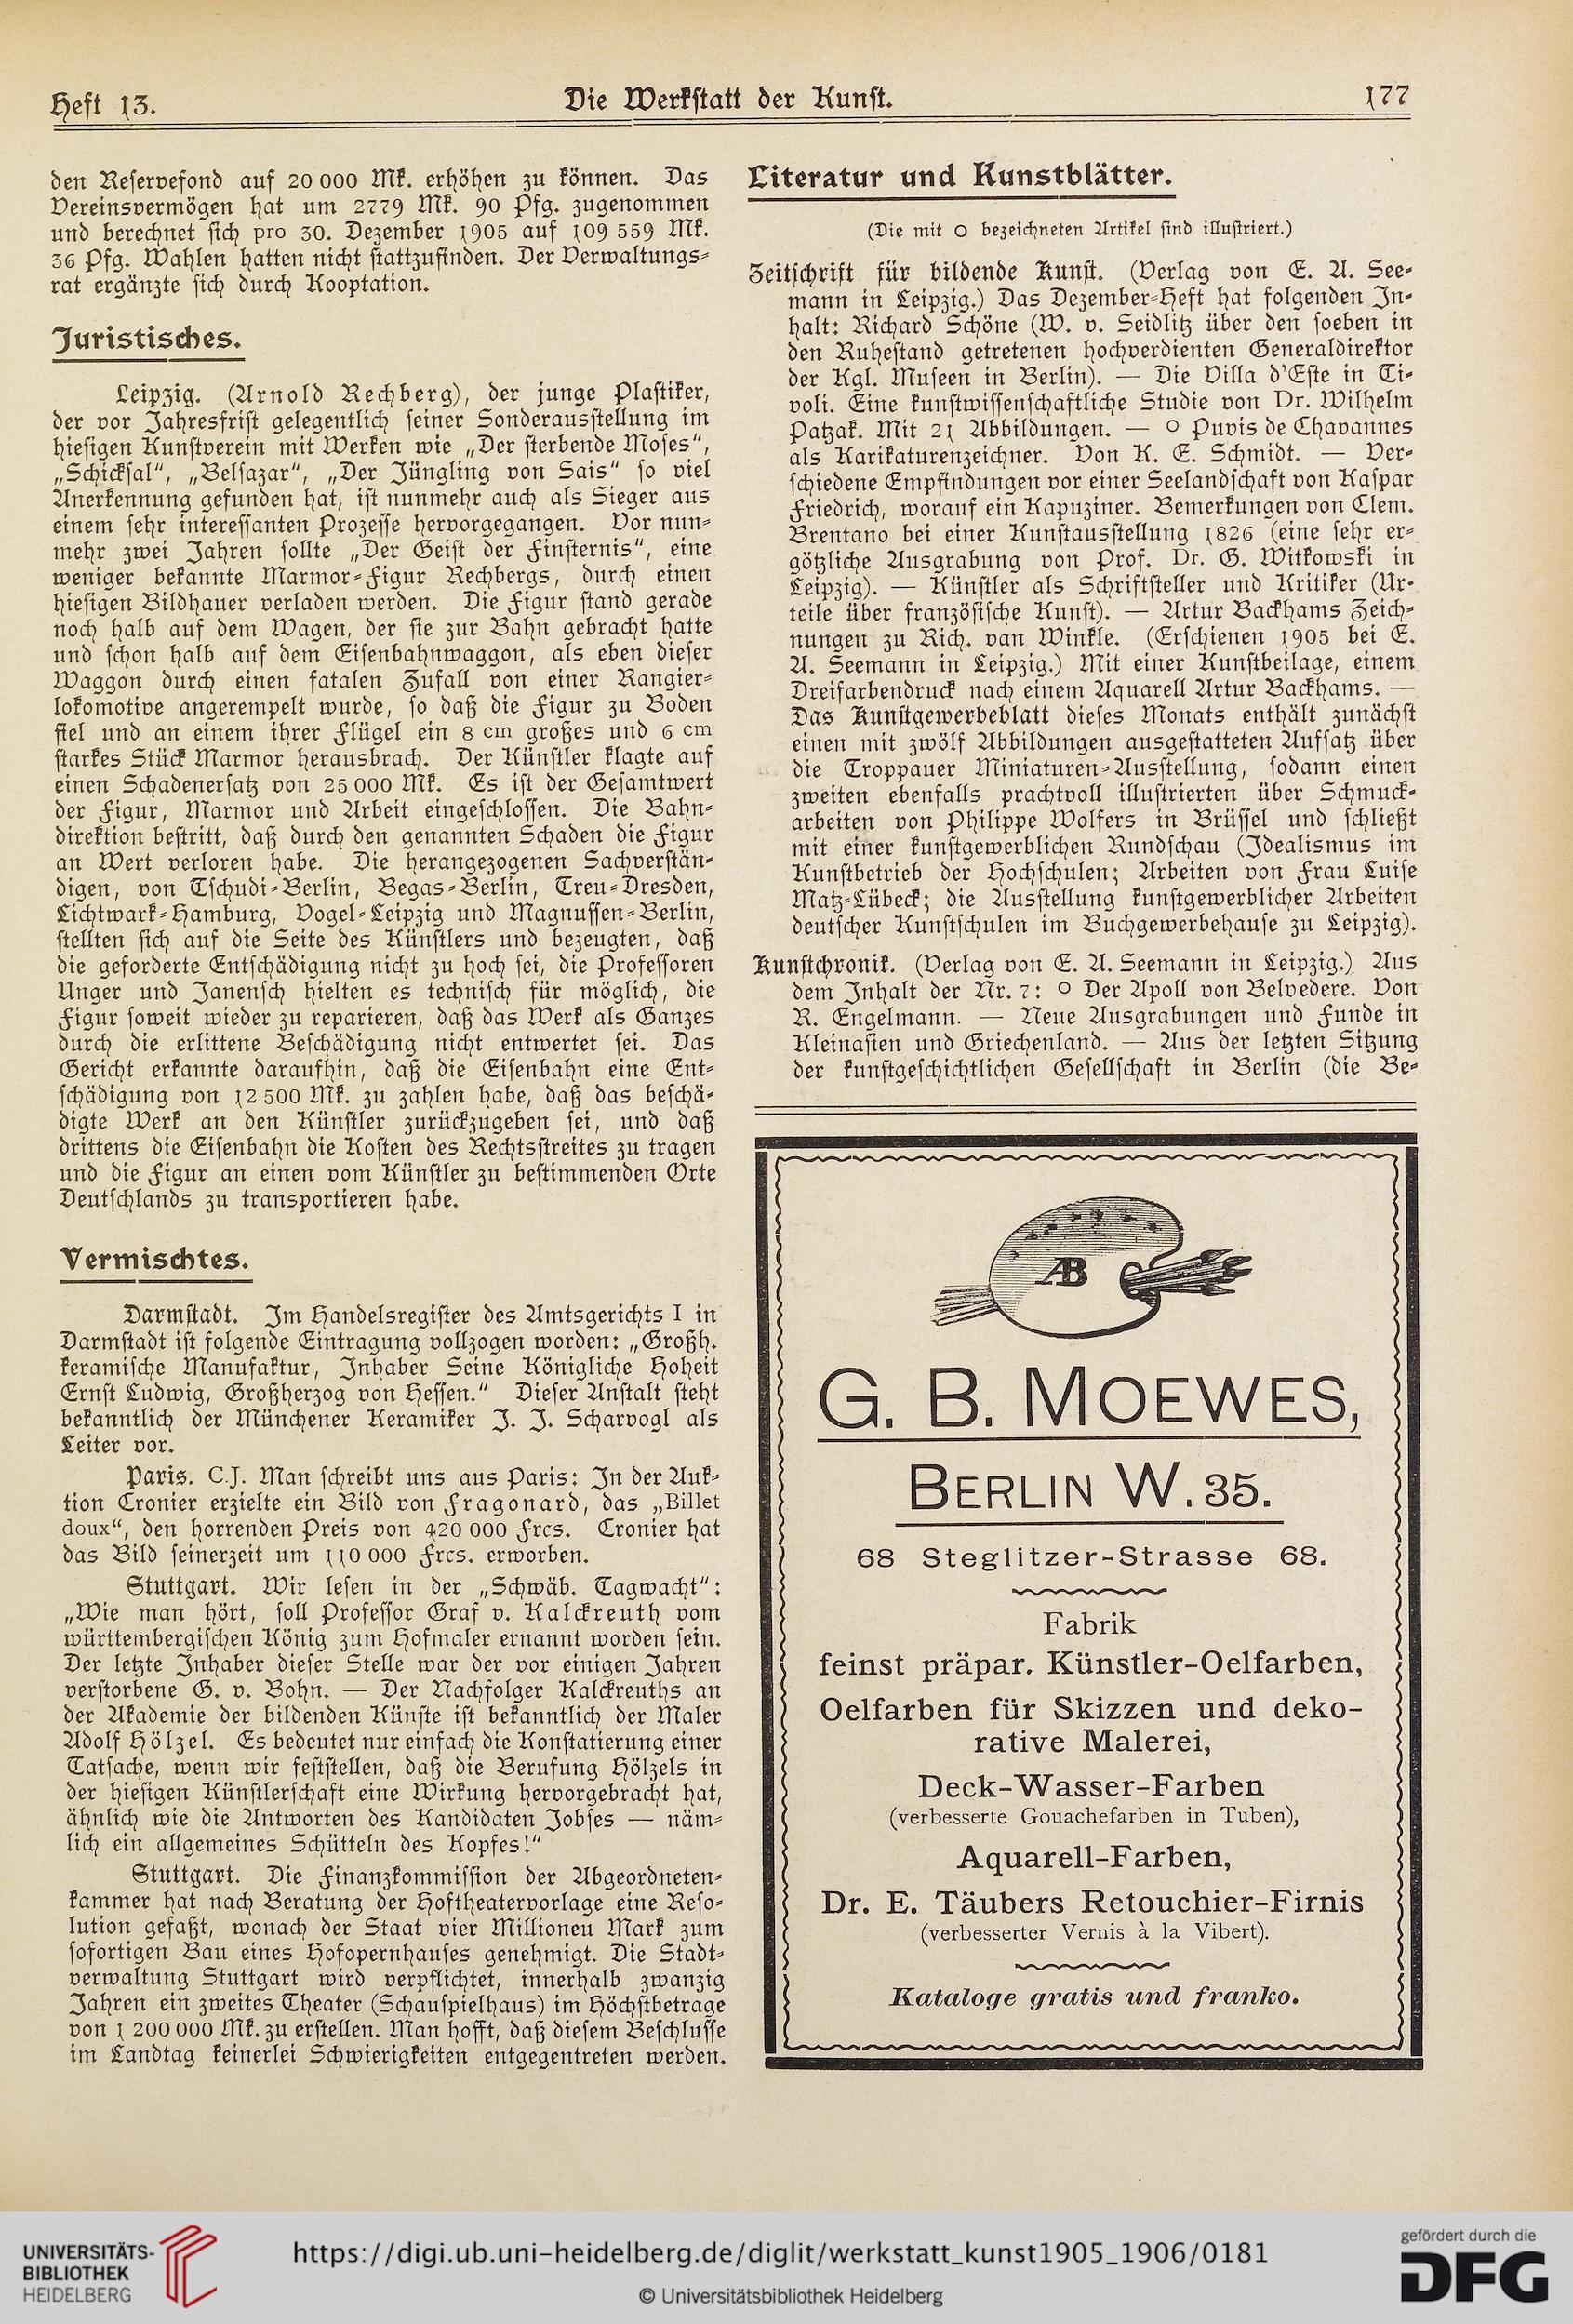 Heft 13.
Die Werkstatt der Kunst.
177
den Reservefond auf 20 000 Mk. erhöhen zu können. Das
Vereinsvermögen hat um 2779 Mk. 90 Pfg. zugenommen
und berechnet sich pro 30. Dezember 1905 auf 109 559 Mk.
36 Pfg. Wahlen hatten nicht stattzufinden. Der Verwaltungs-
rat ergänzte sich durch Kooptation.
Juristisches.
Leipzig. (Arnold Rechberg), der junge Plastiker,
der vor Jahresfrist gelegentlich seiner Sonderausstellung im
hiesigen Kunstverein mit Werken wie „Der sterbende Moses“,
„Schicksal“, „Belsazar“, „Der Jüngling von Sais“ so viel
Anerkennung gefunden hat, ist nunmehr auch als Sieger aus
einem sehr interessanten Prozesse hervorgegangen. Vor nun-
mehr zwei Jahren sollte „Der Geist der Finsternis“, eine
weniger bekannte Marmor-Figur Rechbergs, durch einen
hiesigen Bildhauer verladen werden. Die Figur stand gerade
noch halb auf dem Wagen, der sie zur Bahn gebracht hatte
und schon halb auf dem Eisenbahnwaggon, als eben dieser
Waggon durch einen fatalen Zufall von einer Rangier-
lokomotive angerempelt wurde, so daß die Figur zu Boden
fiel und an einem ihrer Flügel ein 8 cm großes und 6 cm
starkes Stück Marmor herausbrach. Der Künstler klagte auf
einen Schadenersatz von 25 000 Mk. Es ist der Gesamtwert
der Figur, Marmor und Arbeit eingeschlossen. Die Bahn-
direktion bestritt, daß durch den genannten Schaden die Figur
an Wert verloren habe. Die herangezogenen Sachverstän-
digen, von Tschudi-Berlin, Begas-Berlin, Treu-Dresden,
Lichtwark-Hamburg, Vogel-Leipzig und Magnussen-Berlin,
stellten sich auf die Seite des Künstlers und bezeugten, daß
die geforderte Entschädigung nicht zu hoch sei, die Professoren
Unger und Janensch hielten es technisch für möglich, die
Figur soweit wieder zu reparieren, daß das Werk als Ganzes
durch die erlittene Beschädigung nicht entwertet sei. Das
Gericht erkannte daraufhin, daß die Eisenbahn eine Ent-
schädigung von 12 500 Mk. zu zahlen habe, daß das beschä-
digte Werk an den Künstler zurückzugeben sei, und daß
drittens die Eisenbahn die Kosten des Rechtsstreites zu tragen
und die Figur an einen vom Künstler zu bestimmenden Orte
Deutschlands zu transportieren habe.
Vermischtes.
Darmstadt. Im Handelsregister des Amtsgerichts I in
Darmstadt ist folgende Eintragung vollzogen worden: „Großh.
keramische Manufaktur, Inhaber Seine Königliche Hoheit
Ernst Ludwig, Großherzog von Hessen.“ Dieser Anstalt steht
bekanntlich der Münchener Keramiker J. J. Scharvogl als
Leiter vor.
Paris. C.J. Man schreibt uns aus Paris: In der Auk-
tion Cronier erzielte ein Bild von Fragonard, das „Billet
doux“, den horrenden Preis von 420 000 Frcs. Cronier hat
das Bild seinerzeit um 110 000 Frcs. erworben.
Stuttgart. Wir lesen in der „Schwäb. Tagwacht“:
„Wie man hört, soll Professor Graf v. Kalckreuth vom
württembergischen König zum Hofmaler ernannt worden sein.
Der letzte Inhaber dieser Stelle war der vor einigen Jahren
verstorbene G. v. Bohn. — Der Nachfolger Kalckreuths an
der Akademie der bildenden Künste ist bekanntlich der Maler
Adolf Hölzel. Es bedeutet nur einfach die Konstatierung einer
Tatsache, wenn wir feststellen, daß die Berufung Hölzels in
der hiesigen Künstlerschaft eine Wirkung hervorgebracht hat,
ähnlich wie die Antworten des Kandidaten Jobses — näm-
lich ein allgemeines Schütteln des Kopfes!“
Stuttgart. Die Finanzkommission der Abgeordneten-
kammer hat nach Beratung der Hoftheatervorlage eine Reso-
lution gefaßt, wonach der Staat vier Millioneu Mark zum
sofortigen Bau eines Hofopernhauses genehmigt. Die Stadt-
verwaltung Stuttgart wird verpflichtet, innerhalb zwanzig
Jahren ein zweites Theater (Schauspielhaus) im Höchstbetrage
von 1 200 000 Mk. zu erstellen. Man hofft, daß diesem Beschlusse
im Landtag keinerlei Schwierigkeiten entgegentreten werden.
Literatur und Kunstblätter.
(Die mit O bezeichneten Artikel sind illustriert.)
Zeitschrift für bildende Kunst. (Verlag von E. A. See-
mann in Leipzig.) Das Dezember-Heft hat folgenden In-
halt: Richard Schöne (W. v. Seidlitz über den soeben in
den Ruhestand getretenen hochverdienten Generaldirektor
der Kgl. Museen in Berlin). — Die Villa d'Este in Ti-
voli. Eine kunstwissenschaftliche Studie von Dr. Wilhelm
Patzak. Mit 21 Abbildungen. — O Puvis de Chavannes
als Karikaturenzeichner. Von K. E. Schmidt. — Ver-
schiedene Empfindungen vor einer Seelandschaft von Kaspar
Friedrich, worauf ein Kapuziner. Bemerkungen von Clem.
Brentano bei einer Kunstausstellung 1826 (eine sehr er-
götzliche Ausgrabung von Prof. Dr. G. Witkowski in
Leipzig). — Künstler als Schriftsteller und Kritiker (Ur-
teile über französische Kunst). — Artur Backhams Zeich-
nungen zu Rich. van Winkle. (Erschienen 1905 bei E.
A. Seemann in Leipzig.) Mit einer Kunstbeilage, einem
Dreifarbendruck nach einem Aquarell Artur Backhams. —
Das Kunstgewerbeblatt dieses Monats enthält zunächst
einen mit zwölf Abbildungen ausgestatteten Aufsatz über
die Troppauer Miniaturen-Ausstellung, sodann einen
zweiten ebenfalls prachtvoll illustrierten über Schmuck-
arbeiten von Philippe Wolfers in Brüssel und schließt
mit einer kunstgewerblichen Rundschau (Idealismus im
Kunstbetrieb der Hochschulen; Arbeiten von Frau Luise
Matz-Lübeck; die Ausstellung kunstgewerblicher Arbeiten
deutscher Kunstschulen im Buchgewerbehause zu Leipzig).
Kunstchronik. (Verlag von E. A. Seemann in Leipzig.) Aus
dem Inhalt der Nr. 7: O Der Apoll von Belvedere. Von
R. Engelmann. — Neue Ausgrabungen und Funde in
Kleinasien und Griechenland. — Aus der letzten Sitzung
der kunstgeschichtlichen Gesellschaft in Berlin (die Be-
AB
G. B. MOEWES,
BERLIN W. 35.
68 Steglitzer-Strasse 68.
Fabrik
feinst präpar. Künstler-Oelfarben,
Oelfarben für Skizzen und deko-
rative Malerei,
Deck-Wasser-Farben
(verbesserte Gouachefarben in Tuben),
Aquarell-Farben,
Dr. E. Täubers Retouchier-Firnis
(verbesserter Vernis à la Vibert).
Kataloge gratis und franko.
UNIVERSITÄTS-
BIBLIOTHEK
HEIDELBERG
https://digi.ub.uni-heidelberg.de/diglit/werkstatt_kunst1905_1906/0181
© Universitätsbibliothek Heidelberg
gefördert durch die
DFG